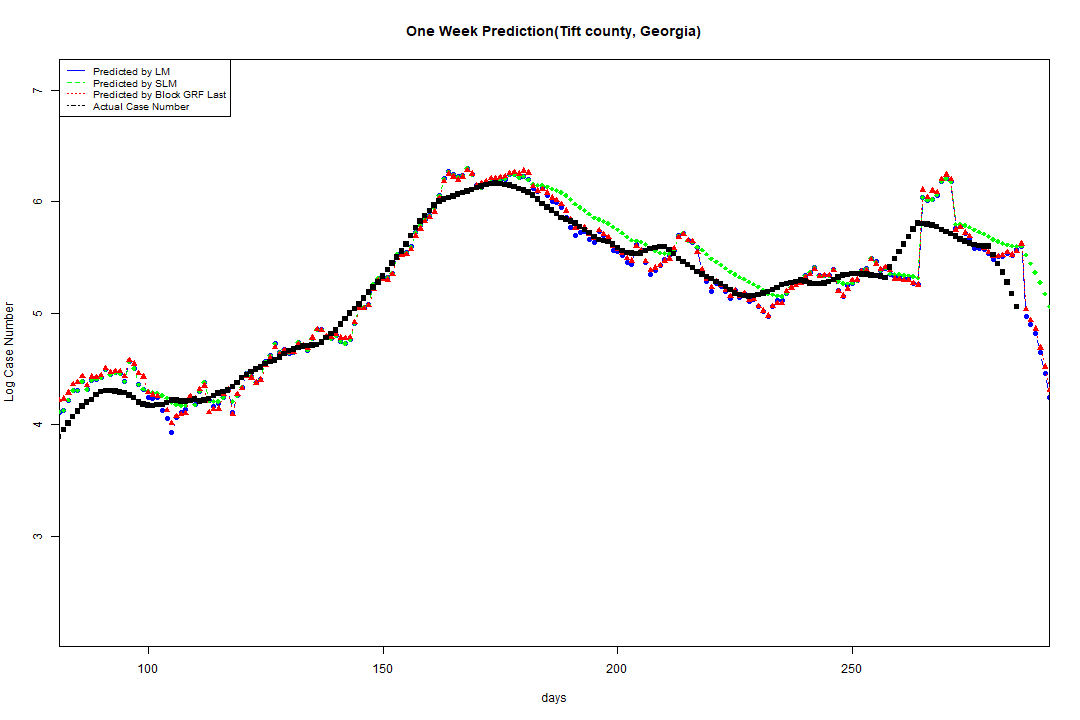 One Week Prediction(Tift county, Georgia)
Predicted by LM
Predicted by SLM
Predicted by Block GRF Last
Actual Case Number
7
6
5
4
3
Log Case Number
100
150
200
250
days